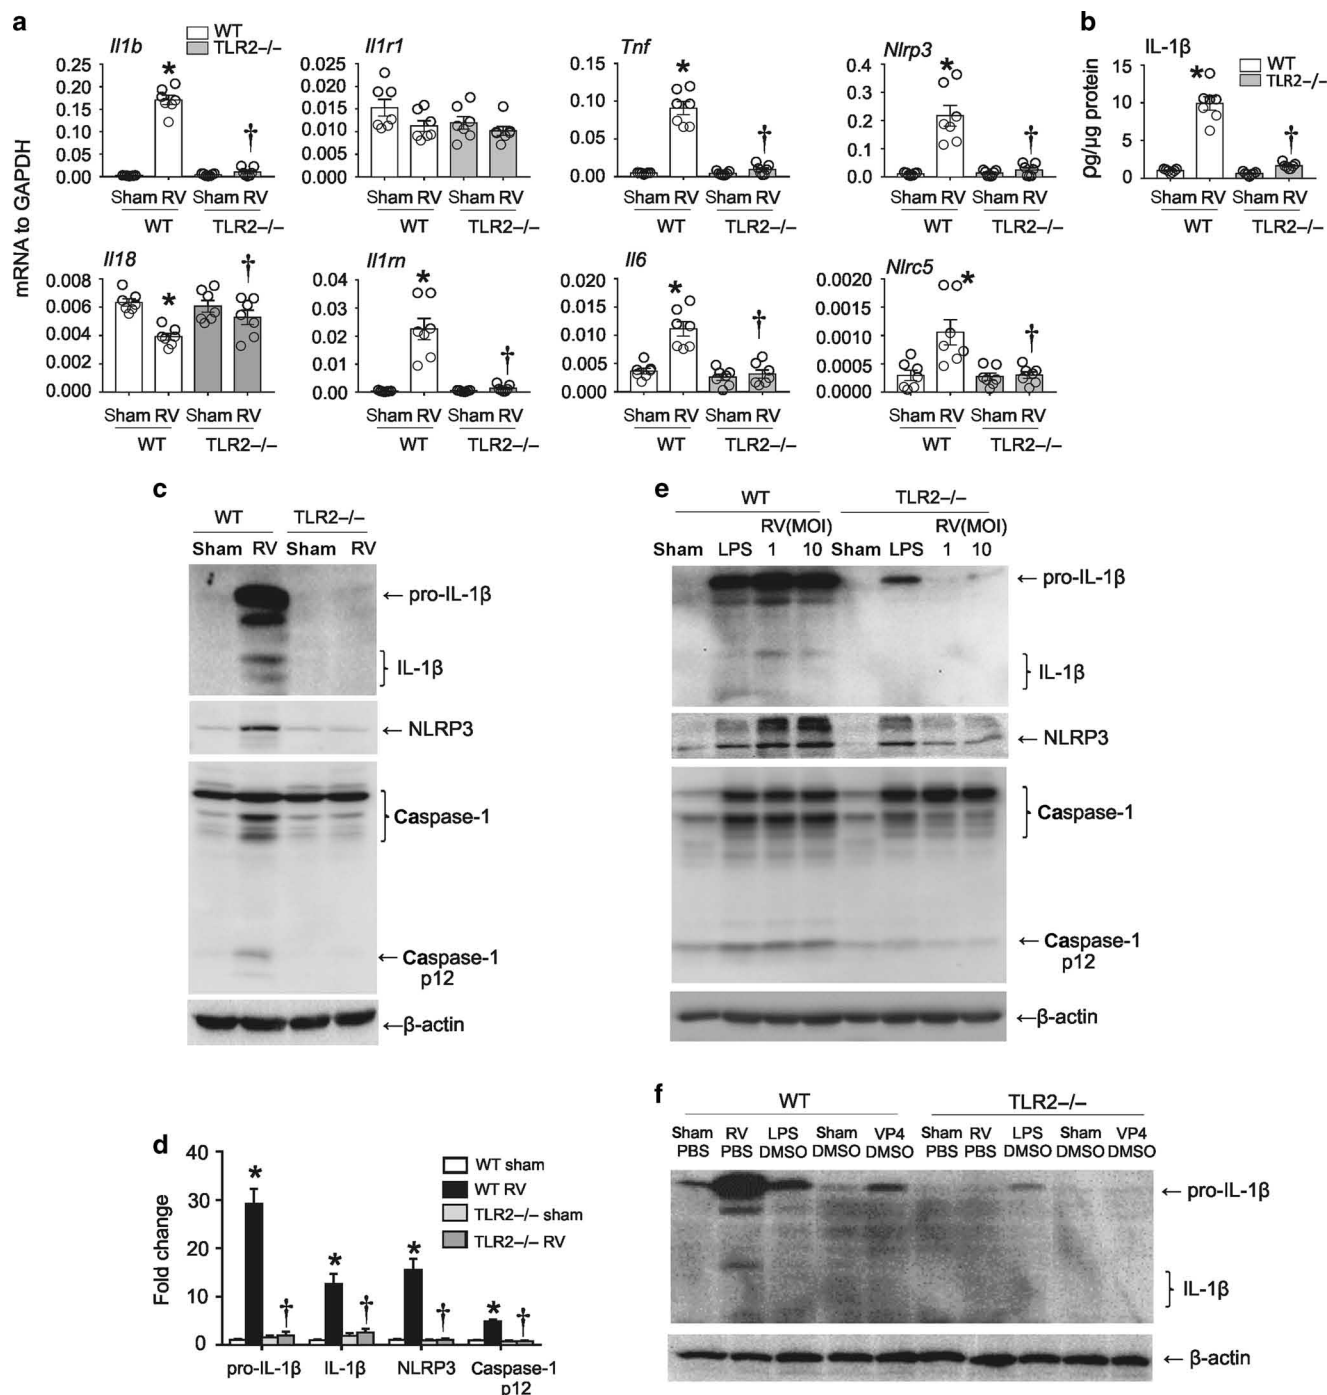 a
WT
TLR2–/–
mRNA to GAPDH
Il1b
0.25
0.20
0.15
0.10
0.05
0.00
*
†
Sham RV Sham RV
WT TLR2–/–
Il1r1
0.020
0.015
0.010
0.005
0.000
Sham RV Sham RV
WT TLR2–/–
Tnf
0.15
0.10
0.05
0.00
*
†
Sham RV Sham RV
WT TLR2–/–
Nlrp3
0.4
0.3
0.2
0.1
0.0
*
†
Sham RV Sham RV
WT TLR2–/–
b
IL-1β
WT
TLR2–/–
ρg/μg protein
15
10
5
0
*
†
Sham RV Sham RV
WT TLR2–/–
Il18
0.008
0.006
0.004
0.002
0.000
*
†
Sham RV Sham RV
WT TLR2–/–
Il1rn
0.04
0.03
0.02
0.01
0.00
*
†
Sham RV Sham RV
WT TLR2–/–
Il6
0.020
0.015
0.010
0.005
0.000
*
†
Sham RV Sham RV
WT TLR2–/–
Nlrc5
0.0020
0.0015
0.0010
0.0005
0.0000
*
†
Sham RV Sham RV
WT TLR2–/–
c
WT TLR2–/–
Sham RV Sham RV
← pro-IL-1β
IL-1β
← NLRP3
Caspase-1
← Caspase-1
p12
←β-actin
e
WT TLR2–/–
RV(MOI) RV(MOI)
Sham LPS 1 10 Sham LPS 1 10
← pro-IL-1β
IL-1β
← NLRP3
Caspase-1
← Caspase-1
p12
←β-actin
d
Fold change
40
30
20
10
0
WT sham
WT RV
TLR2–/– sham
TLR2–/– RV
* * * *
† † † †
pro-IL-1β IL-1β NLRP3 Caspase-1
p12
f
WT TLR2–/–
Sham RV LPS Sham VP4 Sham RV LPS Sham VP4
PBS PBS DMSO DMSO DMSO PBS PBS DMSO DMSO DMSO
← pro-IL-1β
IL-1β
← β-actin